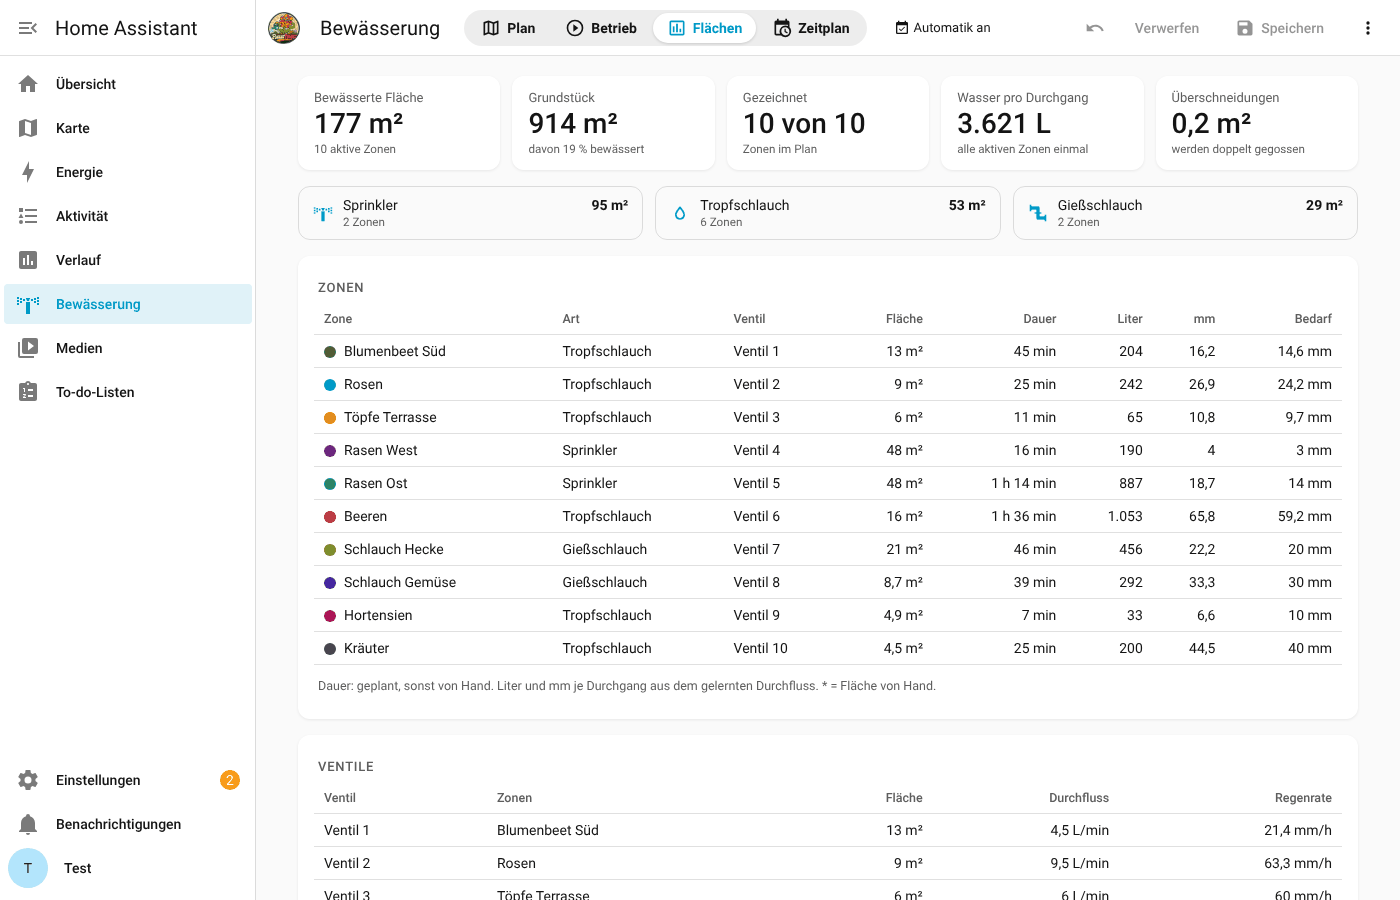 Home Assistant
Bewässerung
Plan
Betrieb
Flächen
Zeitplan
Automatik an
Verwerfen
Speichern
Übersicht
Karte
Energie
Aktivität
Verlauf
Bewässerung
Medien
To-do-Listen
Einstellungen 2
Benachrichtigungen
T Test
Bewässerte Fläche
177 m²
10 aktive Zonen
Grundstück
914 m²
davon 19 % bewässert
Gezeichnet
10 von 10
Zonen im Plan
Wasser pro Durchgang
3.621 L
alle aktiven Zonen einmal
Überschneidungen
0,2 m²
werden doppelt gegossen
Sprinkler 95 m²
2 Zonen
Tropfschlauch 53 m²
6 Zonen
Gießschlauch 29 m²
2 Zonen
ZONEN
Zone Art Ventil Fläche Dauer Liter mm Bedarf
Blumenbeet Süd Tropfschlauch Ventil 1 13 m² 45 min 204 16,2 14,6 mm
Rosen Tropfschlauch Ventil 2 9 m² 25 min 242 26,9 24,2 mm
Töpfe Terrasse Tropfschlauch Ventil 3 6 m² 11 min 65 10,8 9,7 mm
Rasen West Sprinkler Ventil 4 48 m² 16 min 190 4 3 mm
Rasen Ost Sprinkler Ventil 5 48 m² 1 h 14 min 887 18,7 14 mm
Beeren Tropfschlauch Ventil 6 16 m² 1 h 36 min 1.053 65,8 59,2 mm
Schlauch Hecke Gießschlauch Ventil 7 21 m² 46 min 456 22,2 20 mm
Schlauch Gemüse Gießschlauch Ventil 8 8,7 m² 39 min 292 33,3 30 mm
Hortensien Tropfschlauch Ventil 9 4,9 m² 7 min 33 6,6 10 mm
Kräuter Tropfschlauch Ventil 10 4,5 m² 25 min 200 44,5 40 mm
Dauer: geplant, sonst von Hand. Liter und mm je Durchgang aus dem gelernten Durchfluss. * = Fläche von Hand.
VENTILE
Ventil Zonen Fläche Durchfluss Regenrate
Ventil 1 Blumenbeet Süd 13 m² 4,5 L/min 21,4 mm/h
Ventil 2 Rosen 9 m² 9,5 L/min 63,3 mm/h
Ventil 3 Töpfe Terrasse 6 m² 6 L/min 60 mm/h